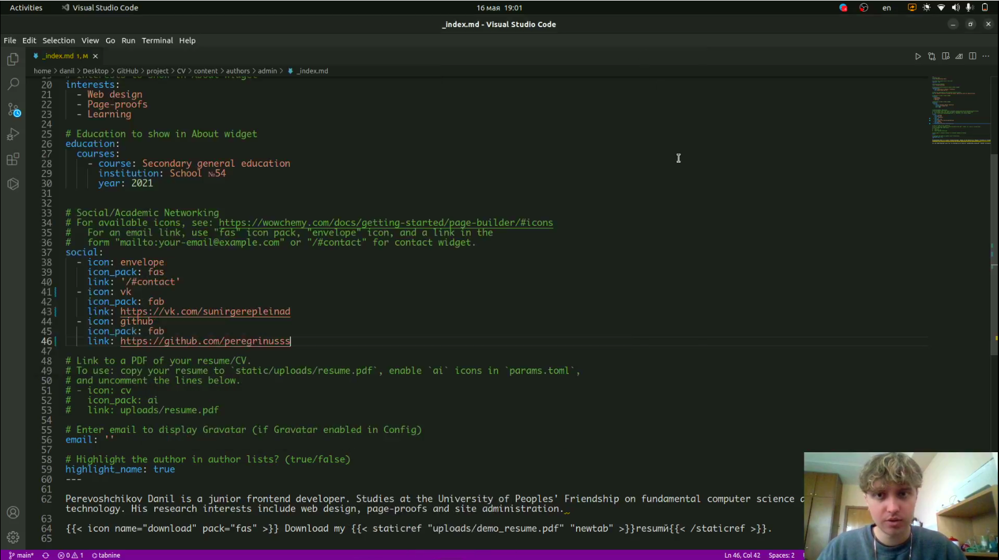 Activities
Visual Studio Code
16 мая 19:01
en
_index.md - Visual Studio Code
File Edit Selection View Go Run Terminal Help
_index.md 1, M
home > danil > Desktop > GitHub > project > CV > content > authors > admin > _index.md
# Interests to show in About widget
20 interests:
21 - Web design
22 - Page-proofs
23 - Learning
24
25 # Education to show in About widget
26 education:
27 courses:
28 - course: Secondary general education
29 institution: School №54
30 year: 2021
31
32
33 # Social/Academic Networking
34 # For available icons, see: https://wowchemy.com/docs/getting-started/page-builder/#icons
35 # For an email link, use "fas" icon pack, "envelope" icon, and a link in the
36 # form "mailto:your-email@example.com" or "/#contact" for contact widget.
37 social:
38 - icon: envelope
39 icon_pack: fas
40 link: '/#contact'
41 - icon: vk
42 icon_pack: fab
43 link: https://vk.com/sunirgerepleinad
44 - icon: github
45 icon_pack: fab
46 link: https://github.com/peregrinusss
47
48 # Link to a PDF of your resume/CV.
49 # To use: copy your resume to `static/uploads/resume.pdf`, enable `ai` icons in `params.toml`,
50 # and uncomment the lines below.
51 # - icon: cv
52 # icon_pack: ai
53 # link: uploads/resume.pdf
54
55 # Enter email to display Gravatar (if Gravatar enabled in Config)
56 email: ''
57
58 # Highlight the author in author lists? (true/false)
59 highlight_name: true
60 ---
61
62 Perevoshchikov Danil is a junior frontend developer. Studies at the University of Peoples' Friendship on fundamental computer science a
technology. His research interests include web design, page-proofs and site administration.
63
64 {{< icon name="download" pack="fas" >}} Download my {{< staticref "uploads/demo_resume.pdf" "newtab" >}}resumй{{< /staticref >}}.
65
main* 0 1 tabnine
Ln 46, Col 42 Spaces: 2